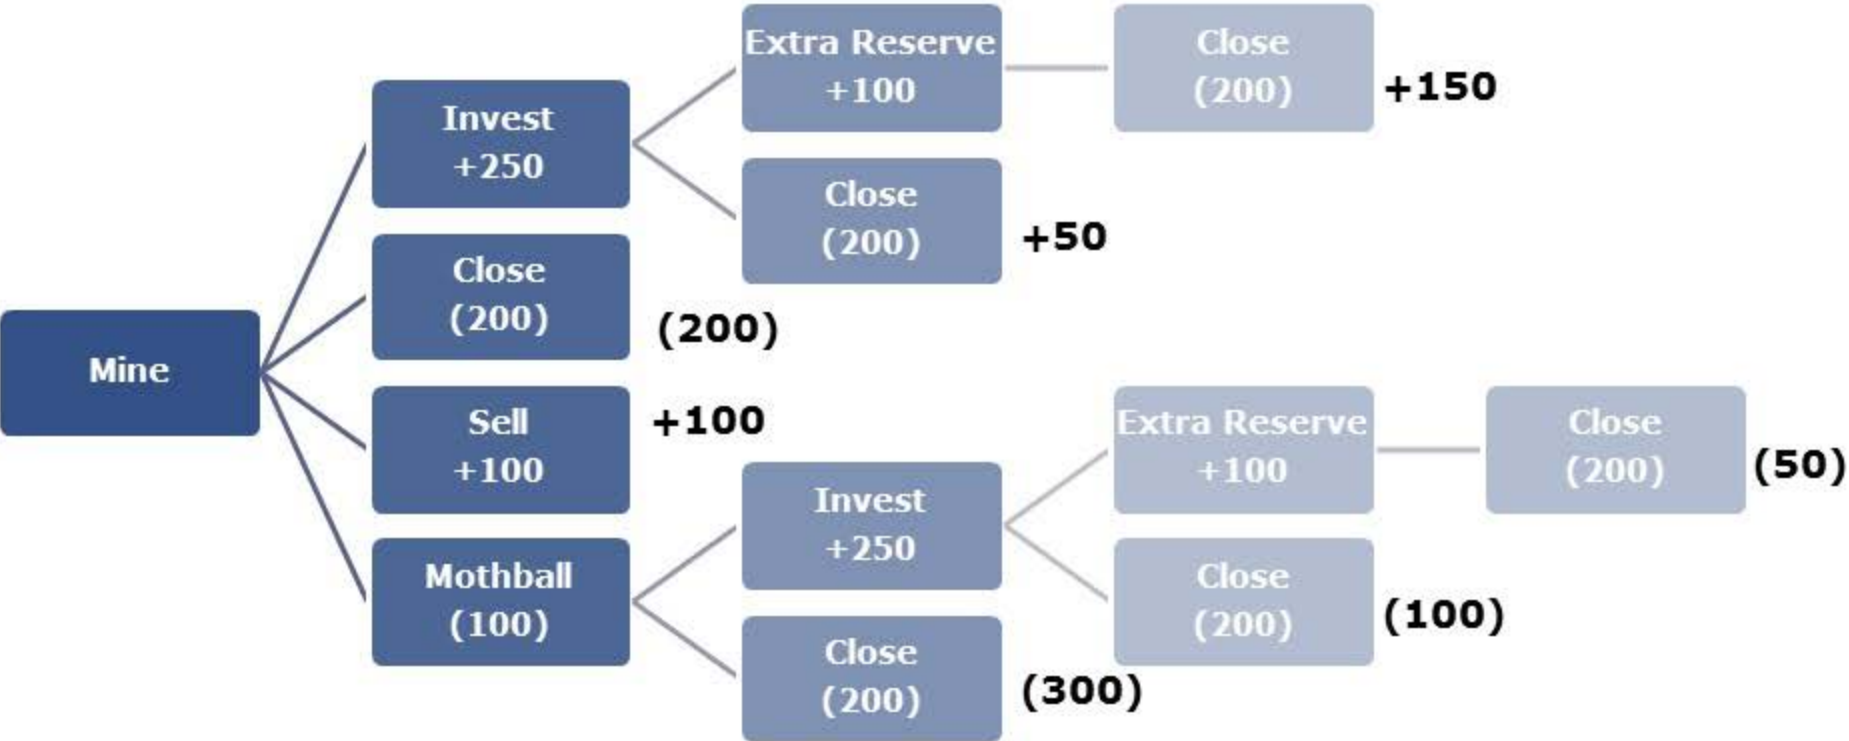 Mine
Invest
+250
Extra Reserve
+100
Close
(200)
+150
Close
(200)
+50
Close
(200)
(200)
Sell
+100
+100
Mothball
(100)
Invest
+250
Extra Reserve
+100
Close
(200)
(50)
Close
(200)
(100)
Close
(200)
(300)